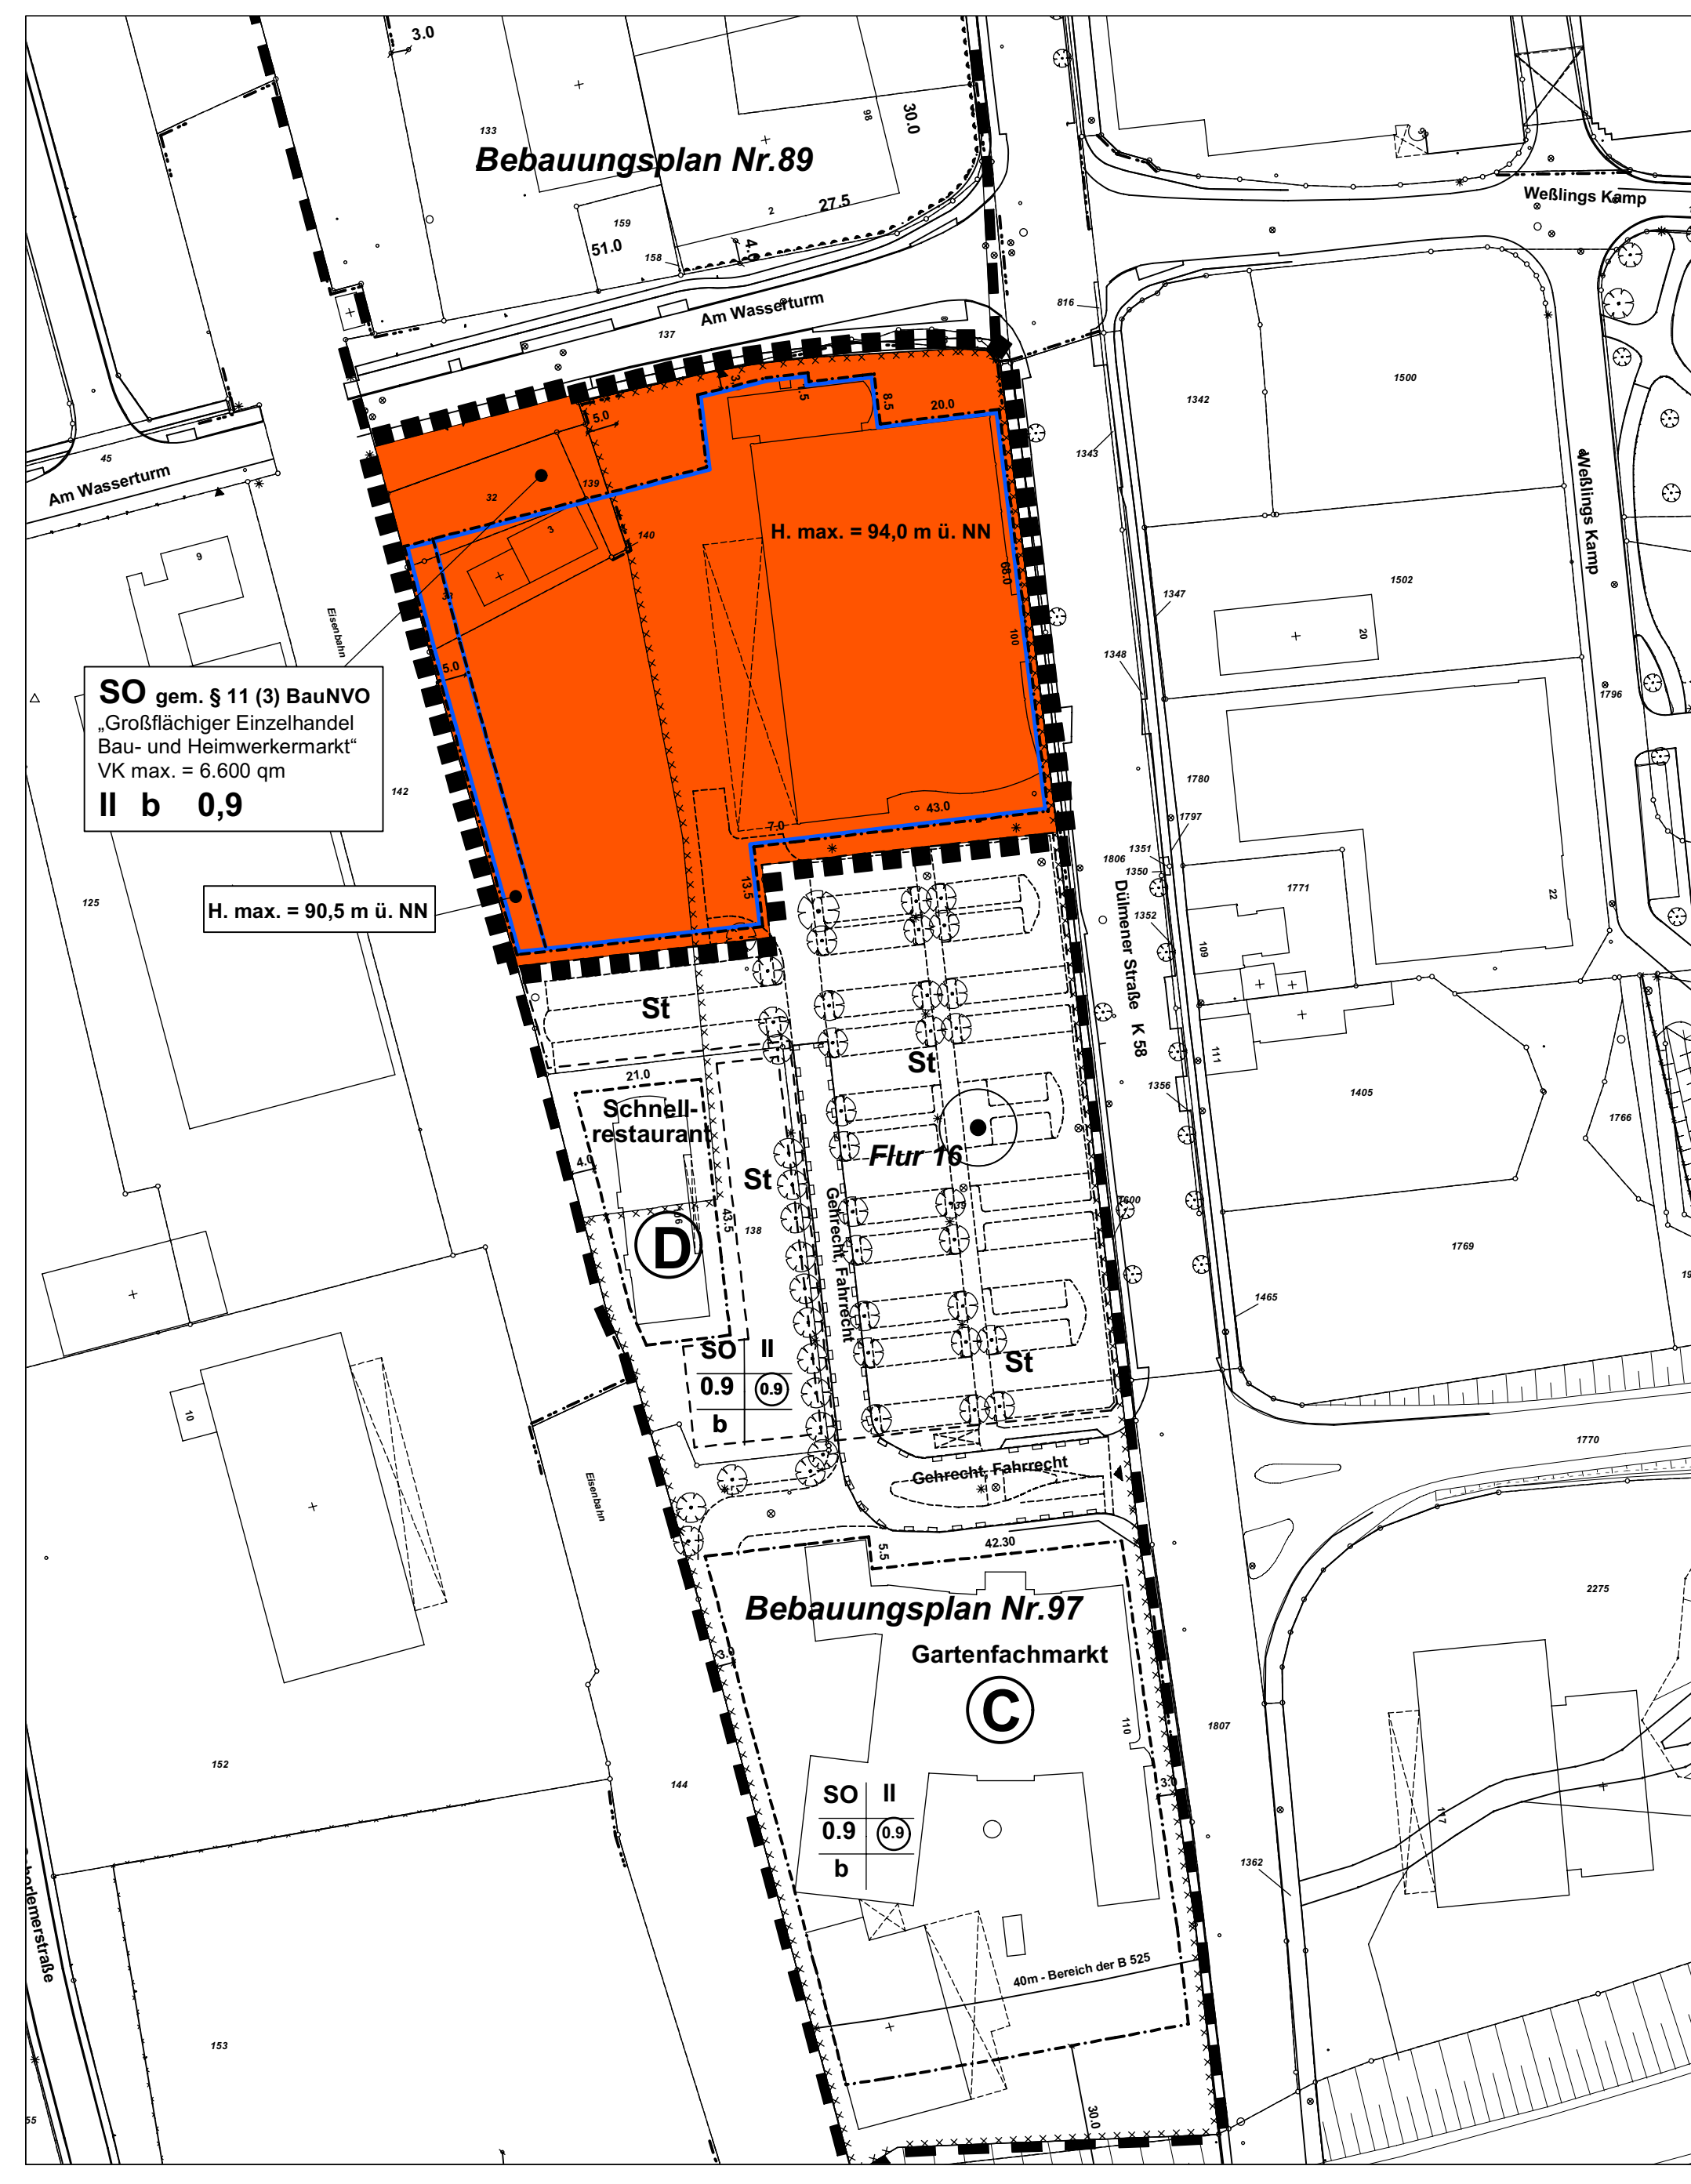 3.0
133
98
30.0
Bebauungsplan Nr.89
159
2
27.5
51.0
158
Weßlings Kamp
Am Wasserturm
137
816
1342
1500
45
Am Wasserturm
5.0
8.5
20.0
1343
Weßlings Kamp
32
139
140
3
9
H. max. = 94,0 m ü. NN
68.0
100
1502
20
1347
1348
1796
Eisenbahn
5.0
SO gem. § 11 (3) BauNVO
„Großflächiger Einzelhandel
Bau- und Heimwerkermarkt“
VK max. = 6.600 qm
II b 0,9
142
1780
1797
43.0
7.0
13.5
1351
1350
1806
1771
22
125
H. max. = 90,5 m ü. NN
1352
109
Dülmener Straße K 58
St
St
111
21.0
Schnell-
restaurant
1356
1405
1766
Flur 16
4.0
St
43.5
138
1600
Gehrecht, Fahrrecht
D
1769
1465
SO II
0.9 0.9
b
St
10
1770
Gehrecht, Fahrrecht
Eisenbahn
5.5
42.30
Bebauungsplan Nr.97
2275
Gartenfachmarkt
C
110
1807
152
144
3.0
SO II
0.9 0.9
b
117
1362
40m - Bereich der B 525
153
30.0
55